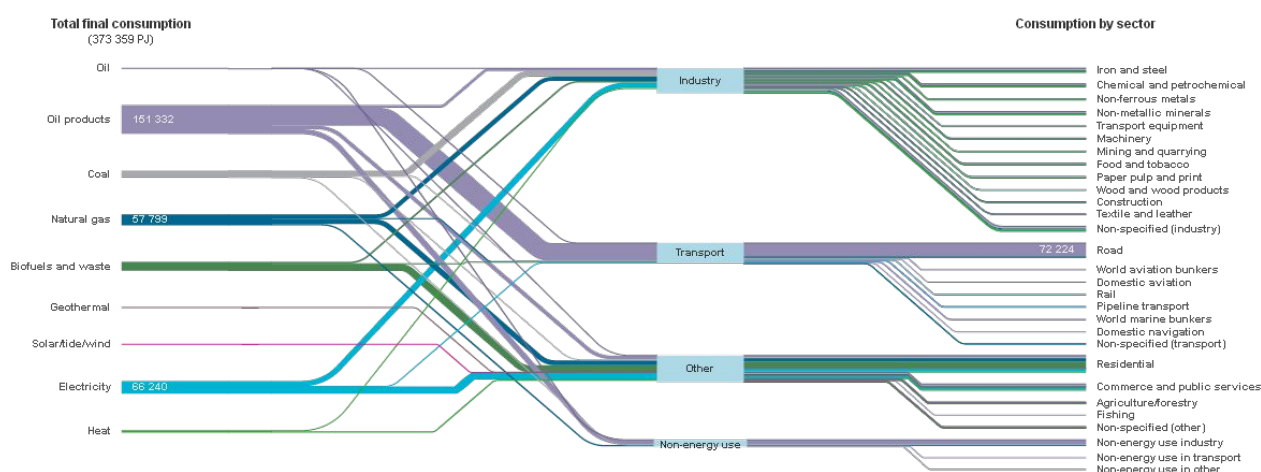 Total final consumption
(373 359 PJ)
Consumption by sector
Oil
Oil products
151 332
Coal
Natural gas
57 799
Biofuels and waste
Geothermal
Solar/tide/wind
Electricity
66 240
Heat
Industry
Transport
Other
Non-energy use
Iron and steel
Chemical and petrochemical
Non-ferrous metals
Non-metallic minerals
Transport equipment
Machinery
Mining and quarrying
Food and tobacco
Paper pulp and print
Wood and wood products
Construction
Textile and leather
Non-specified (industry)
72 224
Road
World aviation bunkers
Domestic aviation
Rail
Pipeline transport
World marine bunkers
Domestic navigation
Non-specified (transport)
Residential
Commerce and public services
Agriculture/forestry
Fishing
Non-specified (other)
Non-energy use industry
Non-energy use in transport
Non-energy use in other